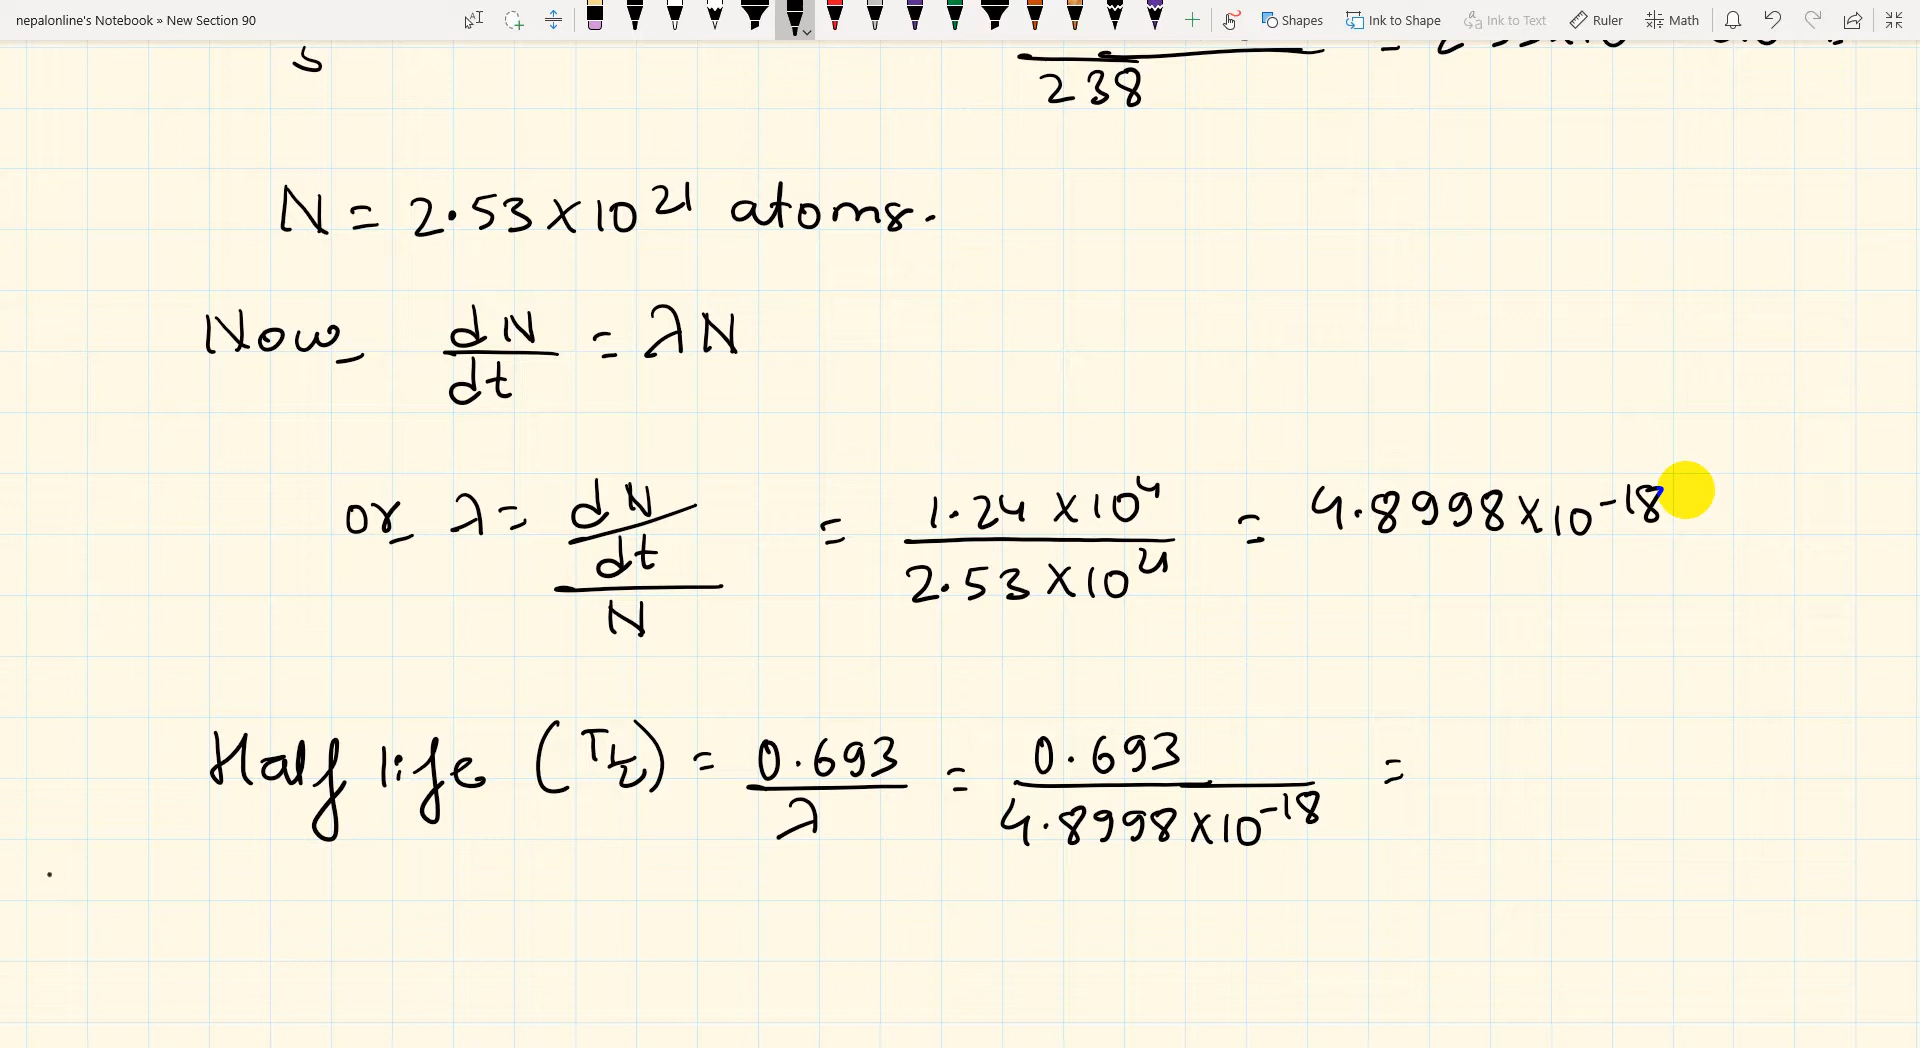 nepalonline's Notebook » New Section 90
Shapes Ink to Shape Ink to Text Ruler Math
238
N = 2.53 X 10^21 atoms.
Now dN/dt = λN
or λ = (dN/dt)/N = 1.24 X 10^4 / 2.53 X 10^21 = 4.8998 X 10^-18
Half life (T½) = 0.693/λ = 0.693 / 4.8998 X 10^-18 =